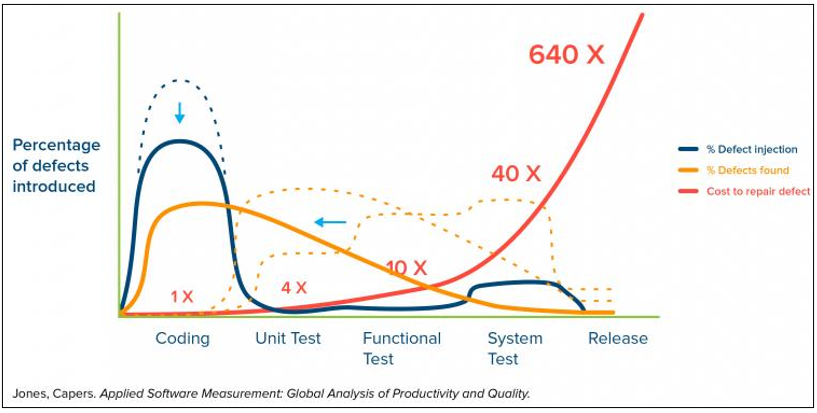 640 X
Percentage
of defects
introduced
% Defect injection
% Defects found
Cost to repair defect
40 X
10 X
4 X
1 X
Coding
Unit Test
Functional
Test
System
Test
Release
Jones, Capers. Applied Software Measurement: Global Analysis of Productivity and Quality.